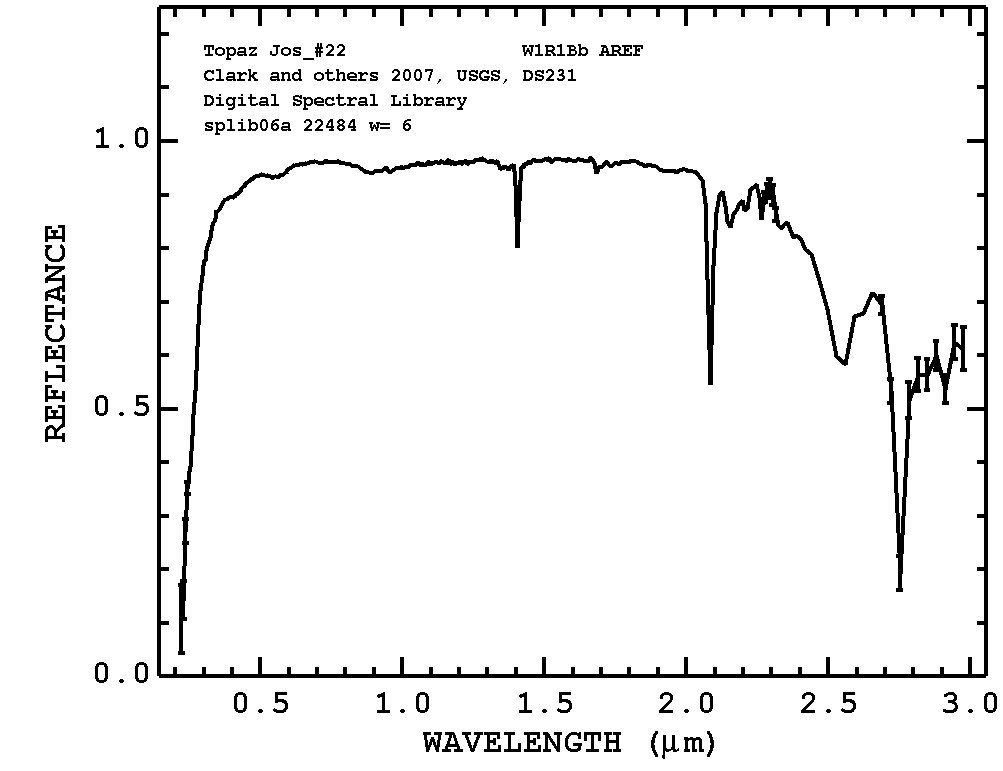 Topaz Jos_#22 W1R1Bb AREF
Clark and others 2007, USGS, DS231
Digital Spectral Library
splib06a 22484 w= 6
1.0
0.5
0.0
REFLECTANCE
0.5 1.0 1.5 2.0 2.5 3.0
WAVELENGTH (μm)